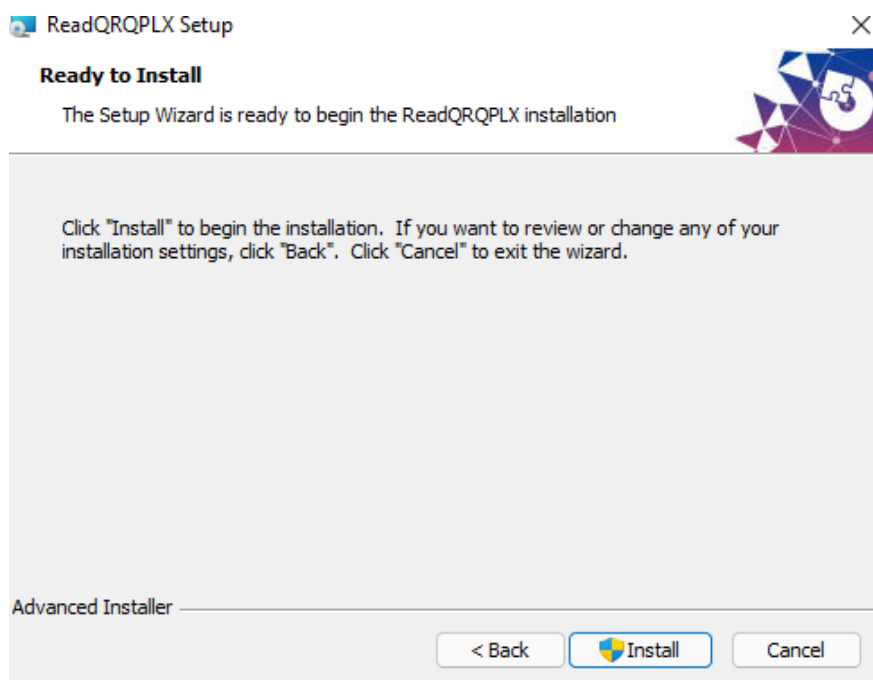 ReadQRQPLX Setup
Ready to Install
The Setup Wizard is ready to begin the ReadQRQPLX installation
Click "Install" to begin the installation.  If you want to review or change any of your
installation settings, click "Back".  Click "Cancel" to exit the wizard.
Advanced Installer
< Back
Install
Cancel